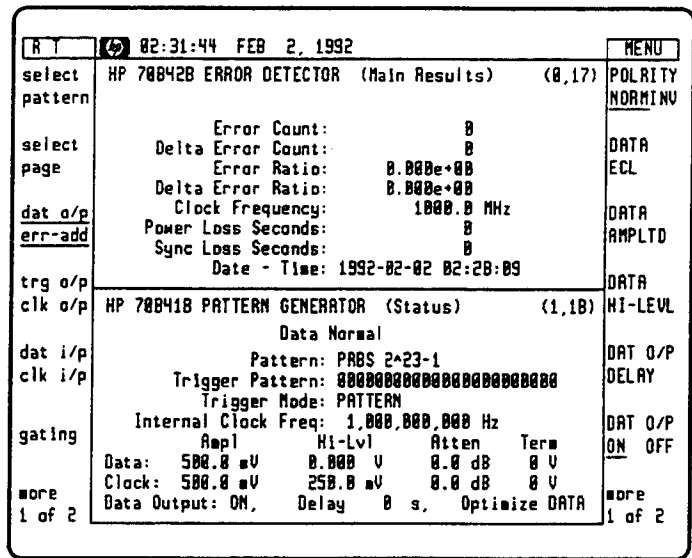 R T hp 02:31:44 FEB 2, 1992 MENU
select pattern
select page
dat o/p
err-add
trg o/p
clk o/p
dat i/p
clk i/p
gating
more
1 of 2
HP 70842B ERROR DETECTOR (Main Results) (0,17)
Error Count: 0
Delta Error Count: 0
Error Ratio: 0.000e+00
Delta Error Ratio: 0.000e+00
Clock Frequency: 1000.0 MHz
Power Loss Seconds: 0
Sync Loss Seconds: 0
Date - Time: 1992-02-02 02:28:09
HP 70841B PATTERN GENERATOR (Status) (1,18)
Data Normal
Pattern: PRBS 2^23-1
Trigger Pattern: 00000000000000000000000
Trigger Mode: PATTERN
Internal Clock Freq: 1,000,000,000 Hz
Ampl Hi-Lvl Atten Term
Data: 500.0 mV 0.000 V 0.0 dB 0 V
Clock: 500.0 mV 250.0 mV 0.0 dB 0 V
Data Output: ON, Delay 0 s, Optimize DATA
POLRITY
NORMINV
DATA
ECL
DATA
AMPLTD
DATA
HI-LEVL
DAT O/P
DELAY
DAT O/P
ON OFF
more
1 of 2